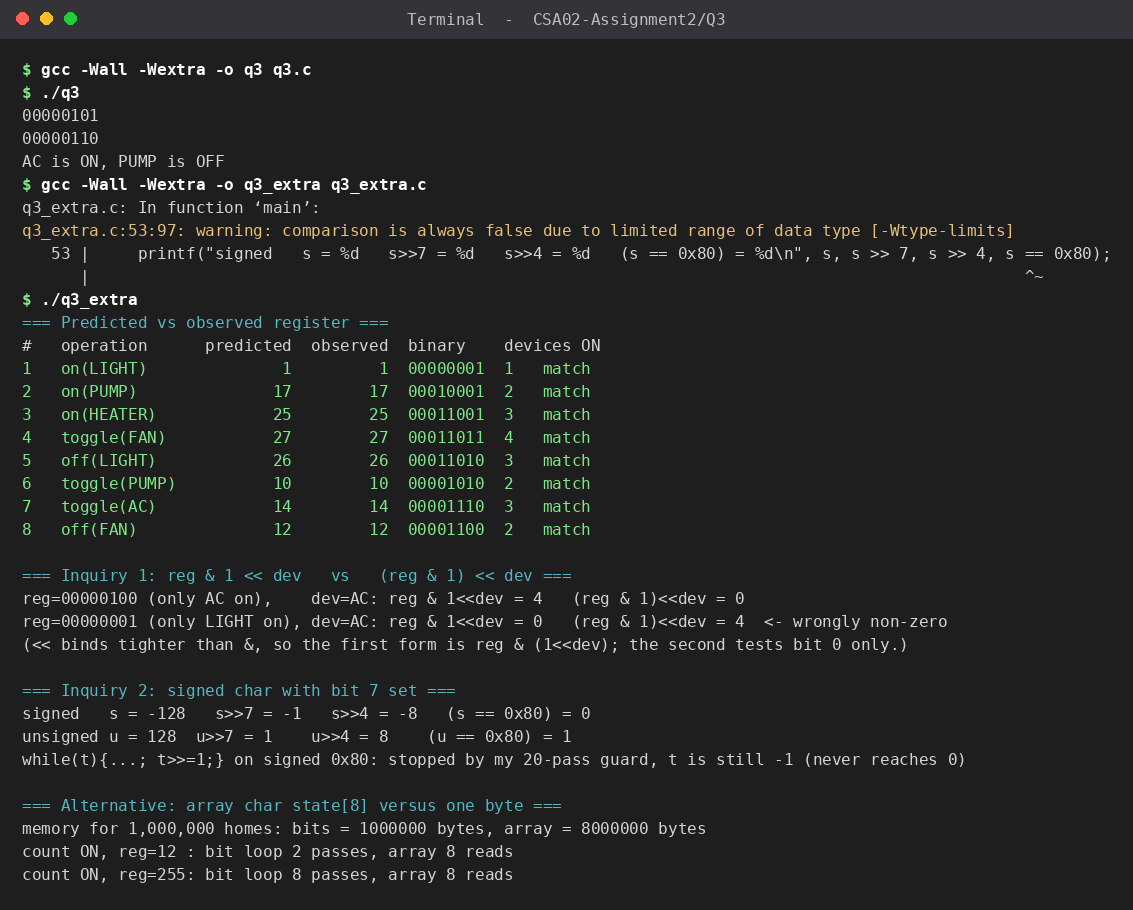 Terminal  -  CSA02-Assignment2/Q3
$ gcc -Wall -Wextra -o q3 q3.c
$ ./q3
00000101
00000110
AC is ON, PUMP is OFF
$ gcc -Wall -Wextra -o q3_extra q3_extra.c
q3_extra.c: In function ‘main’:
q3_extra.c:53:97: warning: comparison is always false due to limited range of data type [-Wtype-limits]
   53 |     printf("signed   s = %d   s>>7 = %d   s>>4 = %d   (s == 0x80) = %d\n", s, s >> 7, s >> 4, s == 0x80);
      |                                                                                                 ^~
$ ./q3_extra
=== Predicted vs observed register ===
#   operation      predicted  observed  binary    devices ON
1   on(LIGHT)              1         1  00000001  1   match
2   on(PUMP)              17        17  00010001  2   match
3   on(HEATER)            25        25  00011001  3   match
4   toggle(FAN)           27        27  00011011  4   match
5   off(LIGHT)            26        26  00011010  3   match
6   toggle(PUMP)          10        10  00001010  2   match
7   toggle(AC)            14        14  00001110  3   match
8   off(FAN)              12        12  00001100  2   match
=== Inquiry 1: reg & 1 << dev   vs   (reg & 1) << dev ===
reg=00000100 (only AC on),    dev=AC: reg & 1<<dev = 4   (reg & 1)<<dev = 0
reg=00000001 (only LIGHT on), dev=AC: reg & 1<<dev = 0   (reg & 1)<<dev = 4  <- wrongly non-zero
(<< binds tighter than &, so the first form is reg & (1<<dev); the second tests bit 0 only.)
=== Inquiry 2: signed char with bit 7 set ===
signed   s = -128   s>>7 = -1   s>>4 = -8   (s == 0x80) = 0
unsigned u = 128  u>>7 = 1    u>>4 = 8    (u == 0x80) = 1
while(t){...; t>>=1;} on signed 0x80: stopped by my 20-pass guard, t is still -1 (never reaches 0)
=== Alternative: array char state[8] versus one byte ===
memory for 1,000,000 homes: bits = 1000000 bytes, array = 8000000 bytes
count ON, reg=12 : bit loop 2 passes, array 8 reads
count ON, reg=255: bit loop 8 passes, array 8 reads